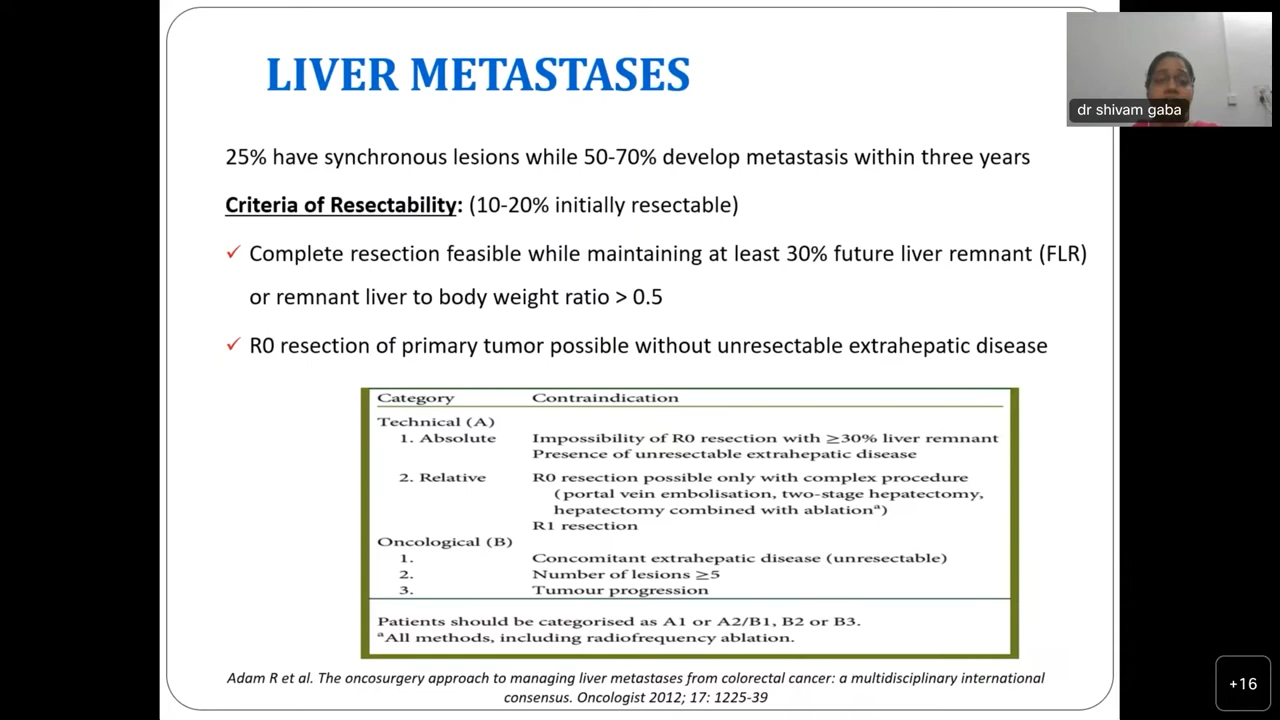 LIVER METASTASES
dr shivam gaba
25% have synchronous lesions while 50-70% develop metastasis within three years
Criteria of Resectability: (10-20% initially resectable)
✓ Complete resection feasible while maintaining at least 30% future liver remnant (FLR)
or remnant liver to body weight ratio > 0.5
✓ R0 resection of primary tumor possible without unresectable extrahepatic disease
Category Contraindication
Technical (A)
1. Absolute Impossibility of R0 resection with ≥30% liver remnant
Presence of unresectable extrahepatic disease
2. Relative R0 resection possible only with complex procedure
(portal vein embolisation, two-stage hepatectomy,
hepatectomy combined with ablationᵃ)
R1 resection
Oncological (B)
1. Concomitant extrahepatic disease (unresectable)
2. Number of lesions ≥5
3. Tumour progression
Patients should be categorised as A1 or A2/B1, B2 or B3.
ᵃAll methods, including radiofrequency ablation.
Adam R et al. The oncosurgery approach to managing liver metastases from colorectal cancer: a multidisciplinary international
consensus. Oncologist 2012; 17: 1225-39
+16